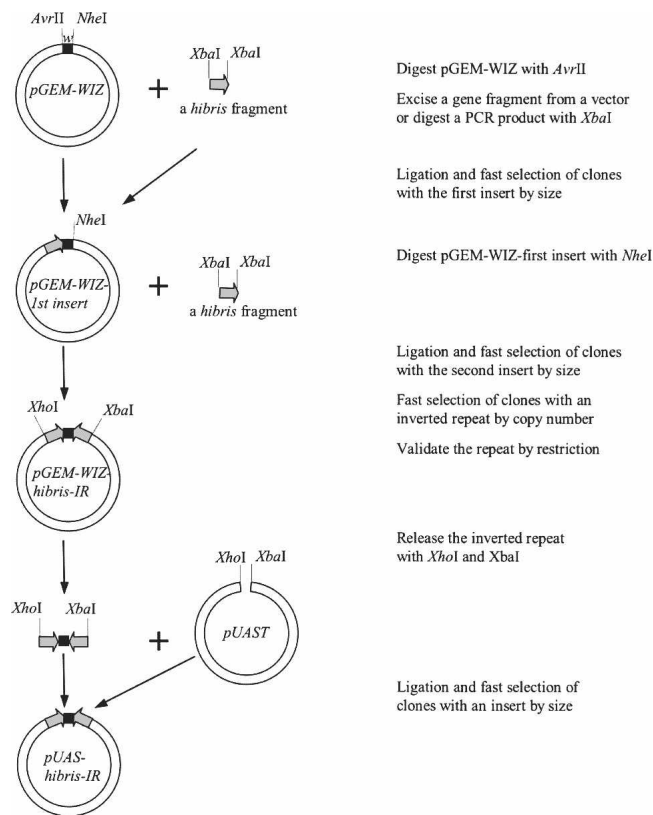 AvrII NheI
w
pGEM-WIZ
+
XbaI XbaI
a hibris fragment
Digest pGEM-WIZ with AvrII
Excise a gene fragment from a vector
or digest a PCR product with XbaI
Ligation and fast selection of clones
with the first insert by size
NheI
pGEM-WIZ-
1st insert
+
XbaI XbaI
a hibris fragment
Digest pGEM-WIZ-first insert with NheI
Ligation and fast selection of clones
with the second insert by size
Fast selection of clones with an
inverted repeat by copy number
Validate the repeat by restriction
XhoI XbaI
pGEM-WIZ-
hibris-IR
Release the inverted repeat
with XhoI and XbaI
XhoI XbaI
+
XhoI XbaI
pUAST
Ligation and fast selection of
clones with an insert by size
pUAS-
hibris-IR